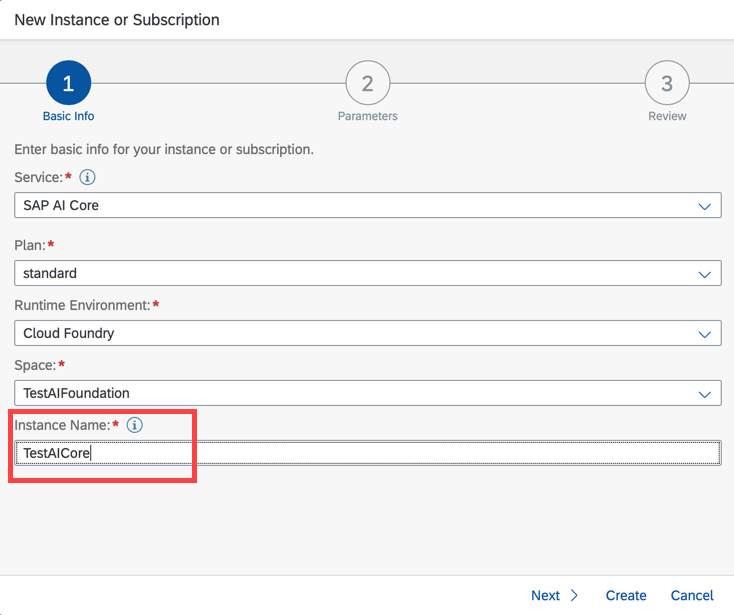 New Instance or Subscription
1 2 3
Basic Info Parameters Review
Enter basic info for your instance or subscription.
Service:*
SAP AI Core
Plan:*
standard
Runtime Environment:*
Cloud Foundry
Space:*
TestAIFoundation
Instance Name:*
TestAICore
Next Create Cancel